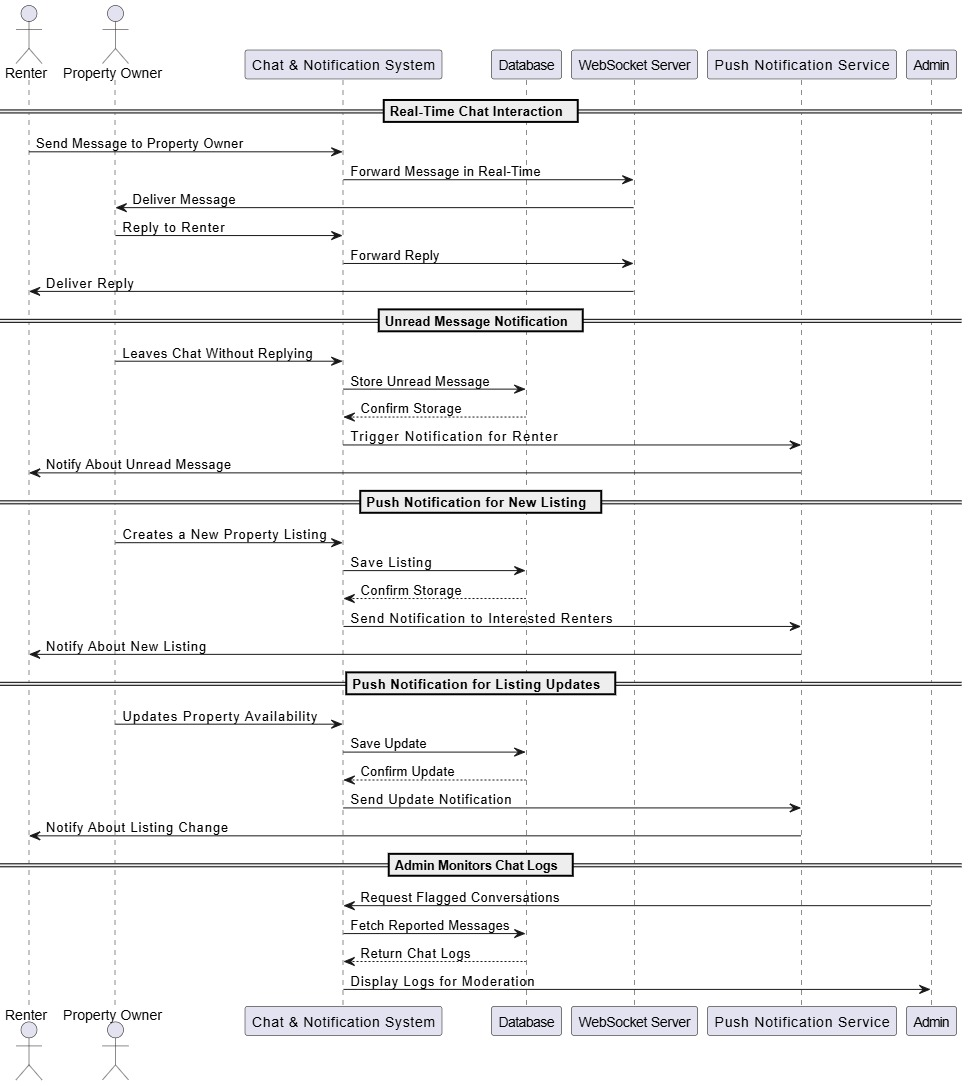 Renter
Property Owner
Chat & Notification System
Database
WebSocket Server
Push Notification Service
Admin
Real-Time Chat Interaction
Send Message to Property Owner
Forward Message in Real-Time
Deliver Message
Reply to Renter
Forward Reply
Deliver Reply
Unread Message Notification
Leaves Chat Without Replying
Store Unread Message
Confirm Storage
Trigger Notification for Renter
Notify About Unread Message
Push Notification for New Listing
Creates a New Property Listing
Save Listing
Confirm Storage
Send Notification to Interested Renters
Notify About New Listing
Push Notification for Listing Updates
Updates Property Availability
Save Update
Confirm Update
Send Update Notification
Notify About Listing Change
Admin Monitors Chat Logs
Request Flagged Conversations
Fetch Reported Messages
Return Chat Logs
Display Logs for Moderation
Renter
Property Owner
Chat & Notification System
Database
WebSocket Server
Push Notification Service
Admin